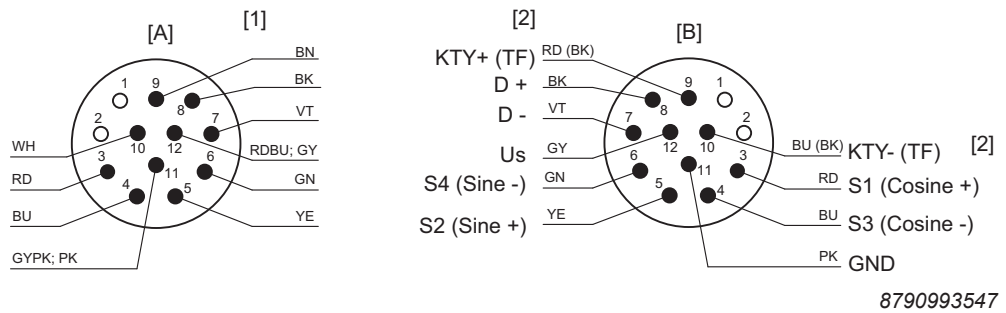 [1]
[A]
BN
BK
VT
RDBU; GY
GN
YE
WH
RD
BU
GYPK; PK
1
9
8
7
2
10
12
3
11
6
4
5
[2]
[B]
KTY+ (TF) RD (BK)
D + BK
D - VT
Us GY
S4 (Sine -) GN
S2 (Sine +) YE
9
1
8
7
2
12
10
6
11
3
5
4
BU (BK) KTY- (TF) [2]
RD S1 (Cosine +)
BU S3 (Cosine -)
PK GND
8790993547